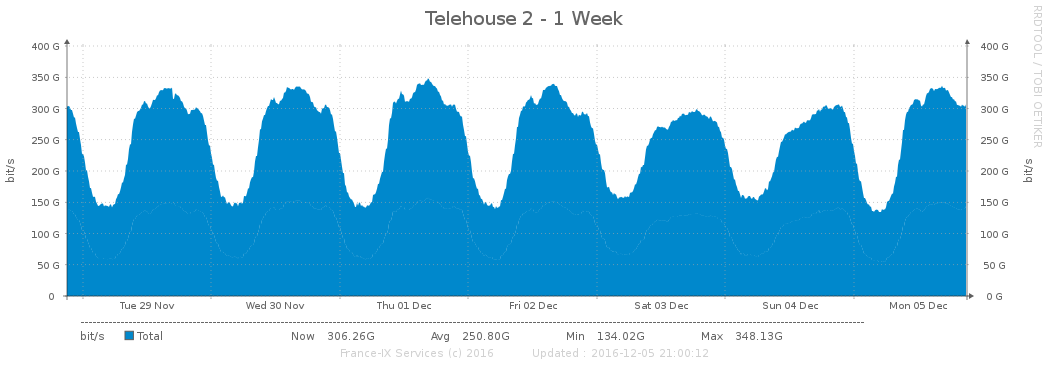 Telehouse 2 - 1 Week
RRDTOOL / TOBI OETIKER
400 G 400 G
350 G 350 G
300 G 300 G
250 G 250 G
200 G 200 G
150 G 150 G
100 G 100 G
50 G 50 G
0 0 G
bit/s
bit/s
Tue 29 Nov Wed 30 Nov Thu 01 Dec Fri 02 Dec Sat 03 Dec Sun 04 Dec Mon 05 Dec
bit/s Total Now 306.26G Avg 250.80G Min 134.02G Max 348.13G
France-IX Services (c) 2016 Updated : 2016-12-05 21:00:12